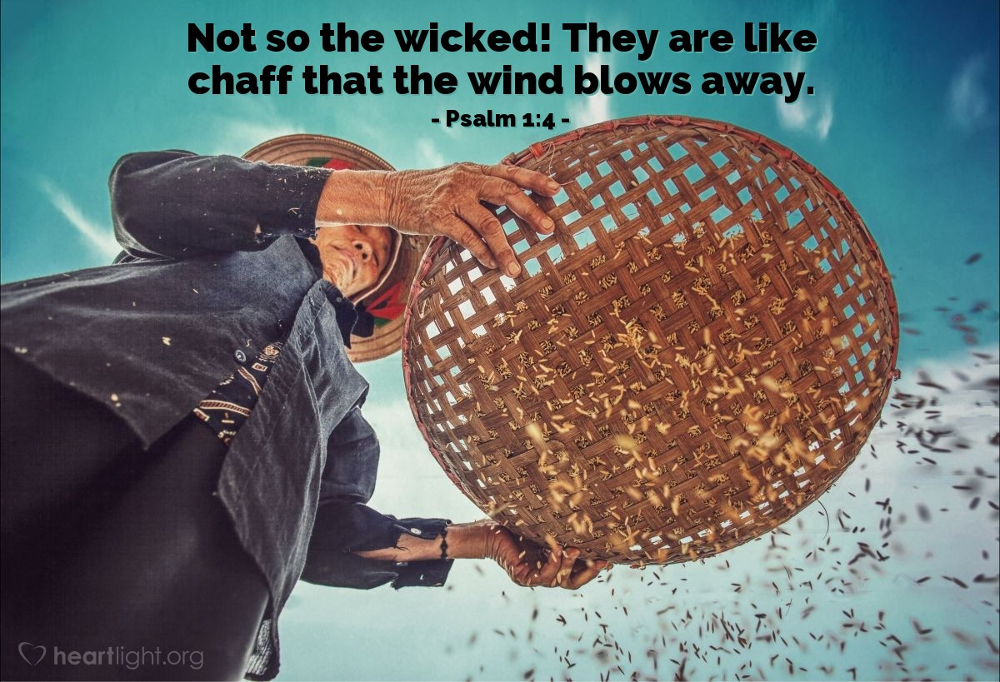 Not so the wicked! They are like
chaff that the wind blows away.
- Psalm 1:4 -
heartlight.org